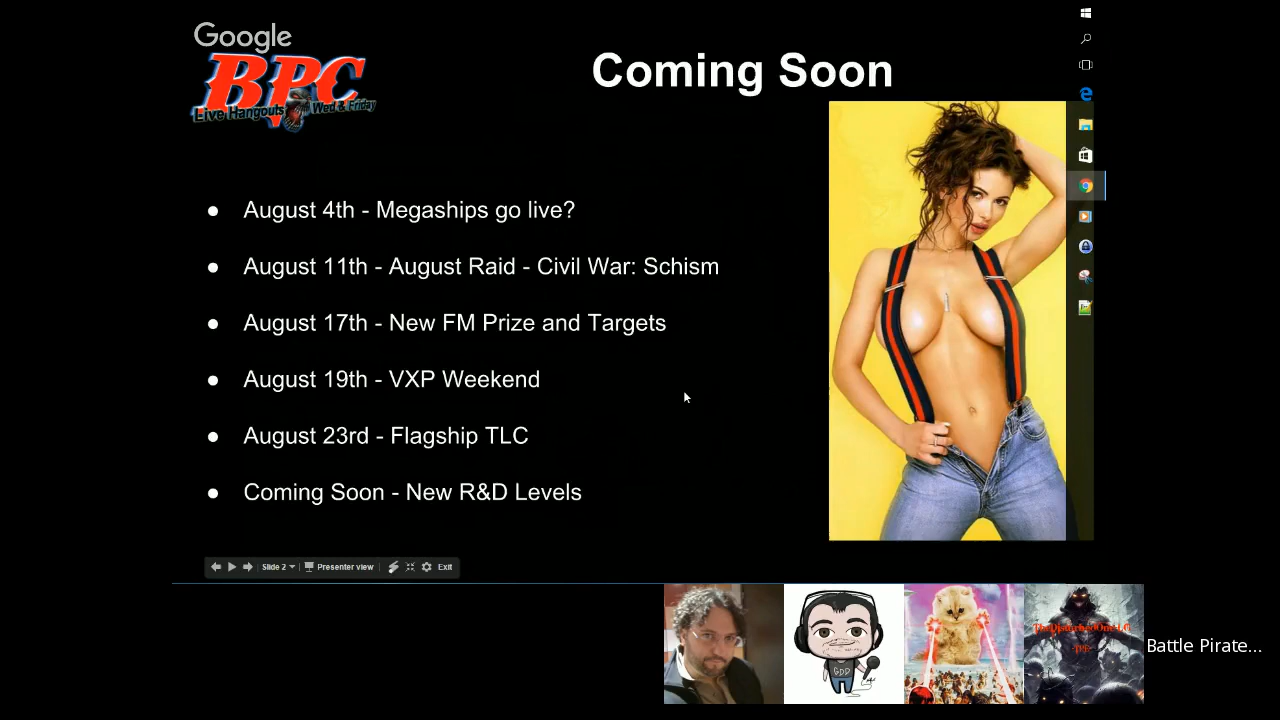 Google
BPC
Live Hangouts Wed & Friday
Coming Soon
● August 4th - Megaships go live?
● August 11th - August Raid - Civil War: Schism
● August 17th - New FM Prize and Targets
● August 19th - VXP Weekend
● August 23rd - Flagship TLC
● Coming Soon - New R&D Levels
Slide 2
Presenter view
Exit
GDP
Battle Pirate...